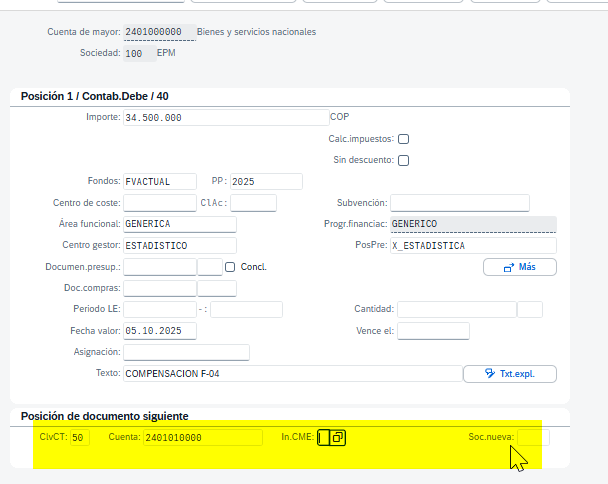 Cuenta de mayor: 2401000000 Bienes y servicios nacionales
Sociedad: 100 EPM
Posición 1 / Contab.Debe / 40
Importe: 34.500.000 COP
Calc.impuestos:
Sin descuento:
Fondos: FVACTUAL PP: 2025
Centro de coste: ClAc: Subvención:
Área funcional: GENERICA Progr.financiac: GENERICO
Centro gestor: ESTADISTICO PosPre: X_ESTADISTICA
Documen.presup.: Concl. Más
Doc.compras:
Periodo LE: -: Cantidad:
Fecha valor: 05.10.2025 Vence el:
Asignación:
Texto: COMPENSACION F-04 Txt.expl.
Posición de documento siguiente
ClvCT: 50 Cuenta: 2401010000 In.CME: Soc.nueva: